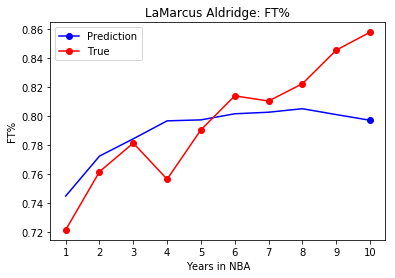 LaMarcus Aldridge: FT%
Prediction
True
0.86
0.84
0.82
0.80
0.78
0.76
0.74
0.72
FT%
1 2 3 4 5 6 7 8 9 10
Years in NBA